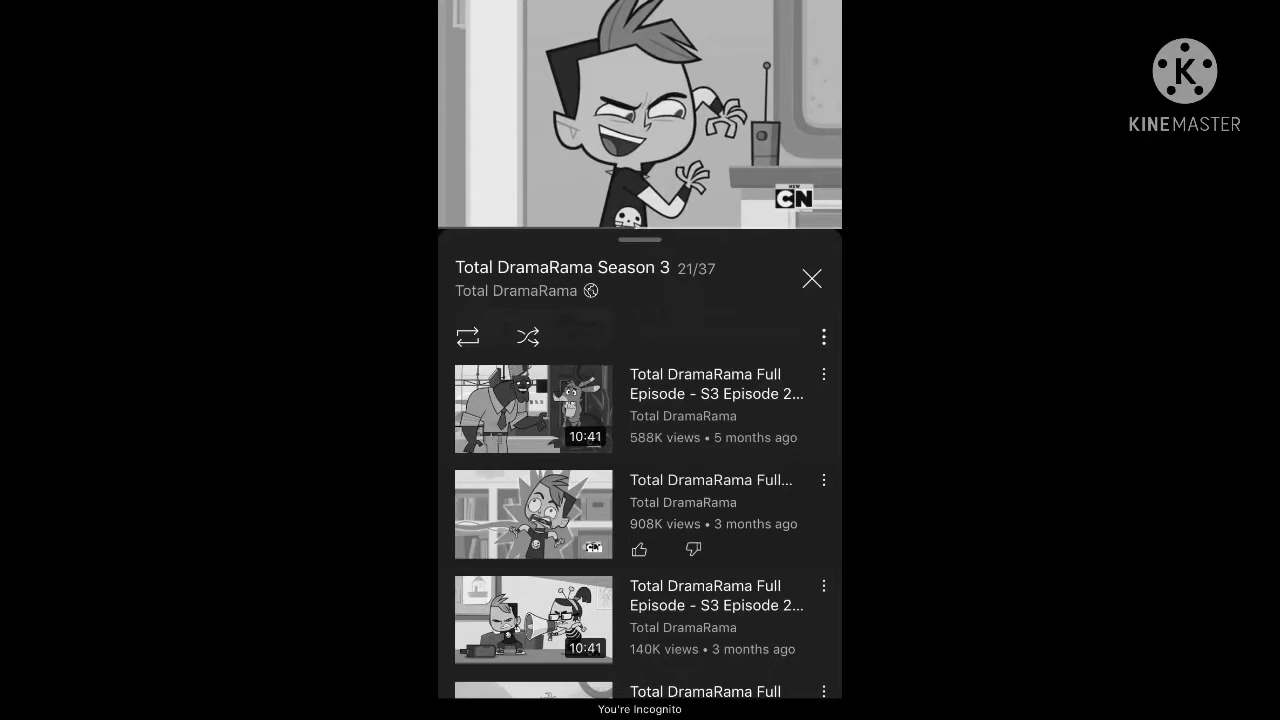 KINEMASTER
NEW
CN
Total DramaRama Season 3 21/37
Total DramaRama
Total DramaRama Full
Episode - S3 Episode 2...
Total DramaRama
588K views • 5 months ago
10:41
Total DramaRama Full...
Total DramaRama
908K views • 3 months ago
Total DramaRama Full
Episode - S3 Episode 2...
Total DramaRama
140K views • 3 months ago
10:41
Total DramaRama Full
You're Incognito